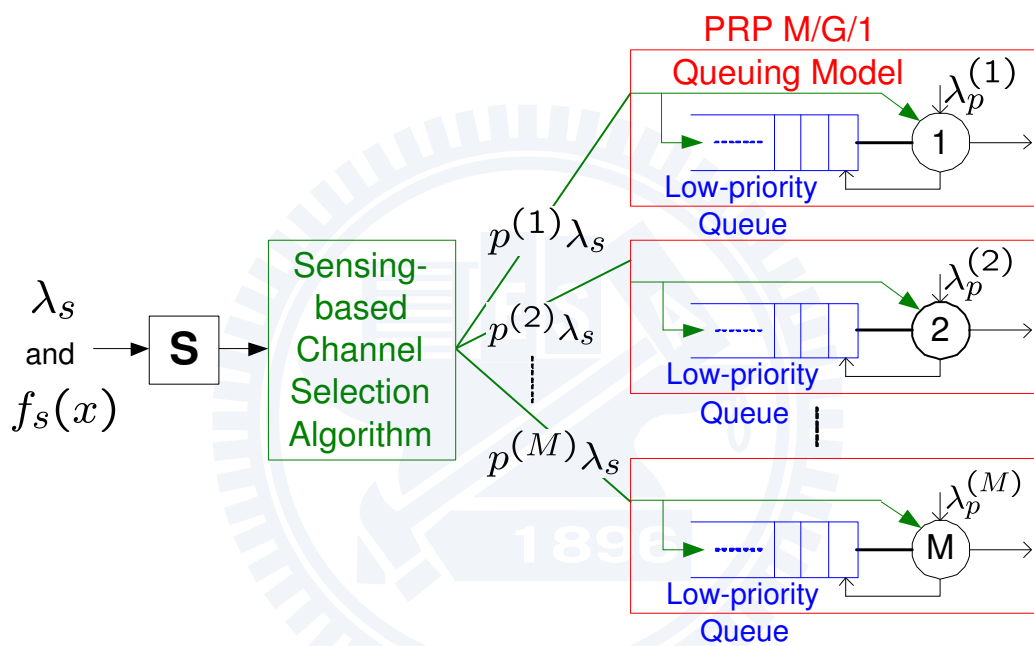 PRP M/G/1
Queuing Model
λ_s
and
f_s(x)
S
Sensing-
based
Channel
Selection
Algorithm
p^{(1)} λ_s
p^{(2)} λ_s
p^{(M)} λ_s
λ_p^{(1)}
1
Low-priority
Queue
λ_p^{(2)}
2
Low-priority
Queue
λ_p^{(M)}
M
Low-priority
Queue
1896